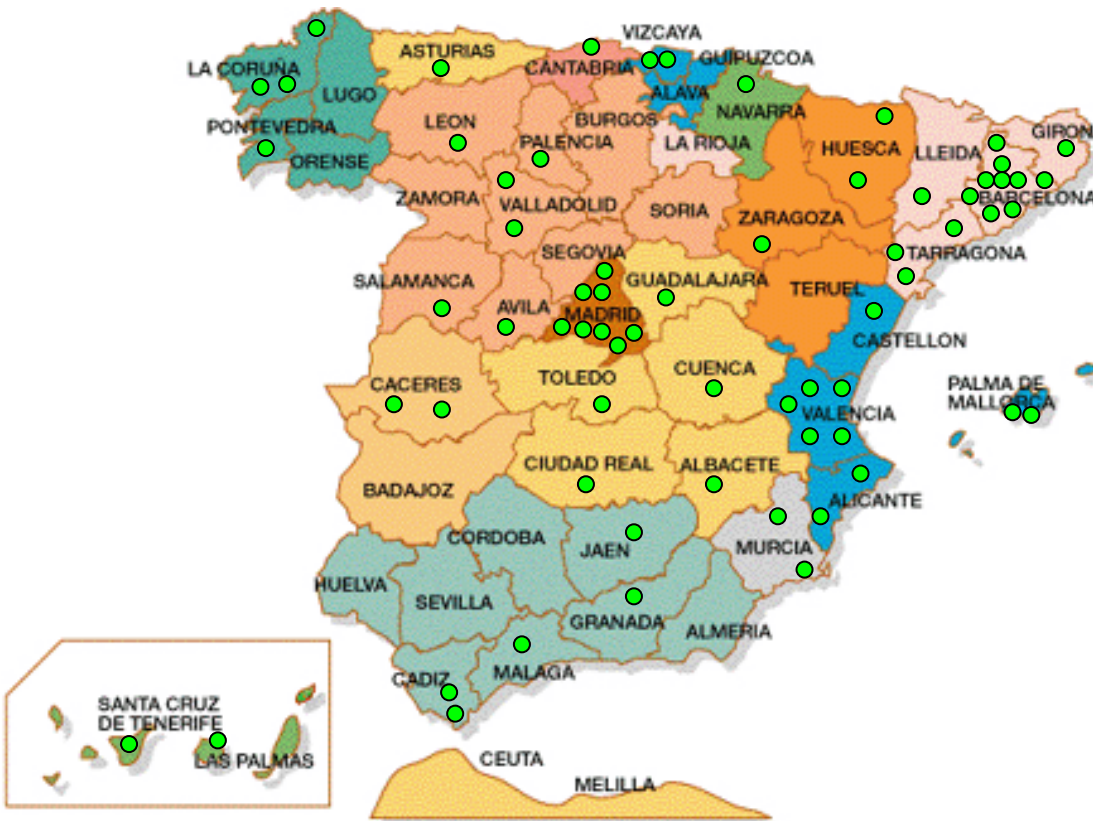 VIZCAYA
ASTURIAS
CANTABRIA
GUIPUZCOA
LA CORUÑA
LUGO
ALAVA
NAVARRA
LEON
BURGOS
PONTEVEDRA
PALENCIA
LA RIOJA
HUESCA
LLEIDA
GIRON
ORENSE
ZAMORA
VALLADOLID
SORIA
ZARAGOZA
BARCELONA
SEGOVIA
TARRAGONA
SALAMANCA
GUADALAJARA
TERUEL
AVILA
MADRID
CASTELLON
CACERES
TOLEDO
CUENCA
PALMA DE
MALLORCA
VALENCIA
BADAJOZ
CIUDAD REAL
ALBACETE
ALICANTE
CORDOBA
JAEN
MURCIA
HUELVA
SEVILLA
GRANADA
ALMERIA
CADIZ
MALAGA
SANTA CRUZ
DE TENERIFE
LAS PALMAS
CEUTA
MELILLA